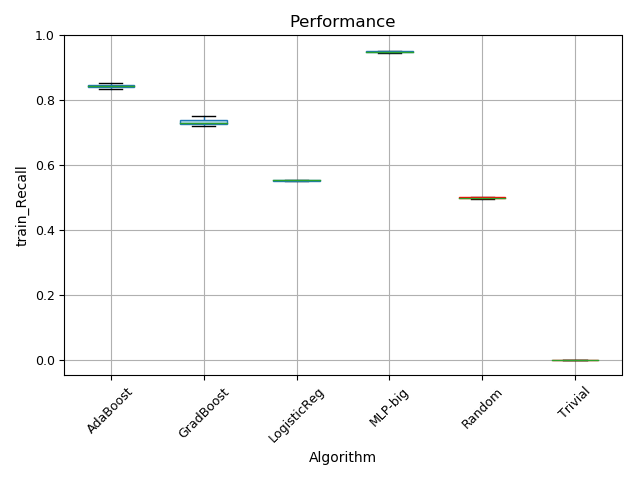 Performance
1.0
0.8
0.6
0.4
0.2
0.0
train_Recall
AdaBoost
GradBoost
LogisticReg
MLP-big
Random
Trivial
Algorithm